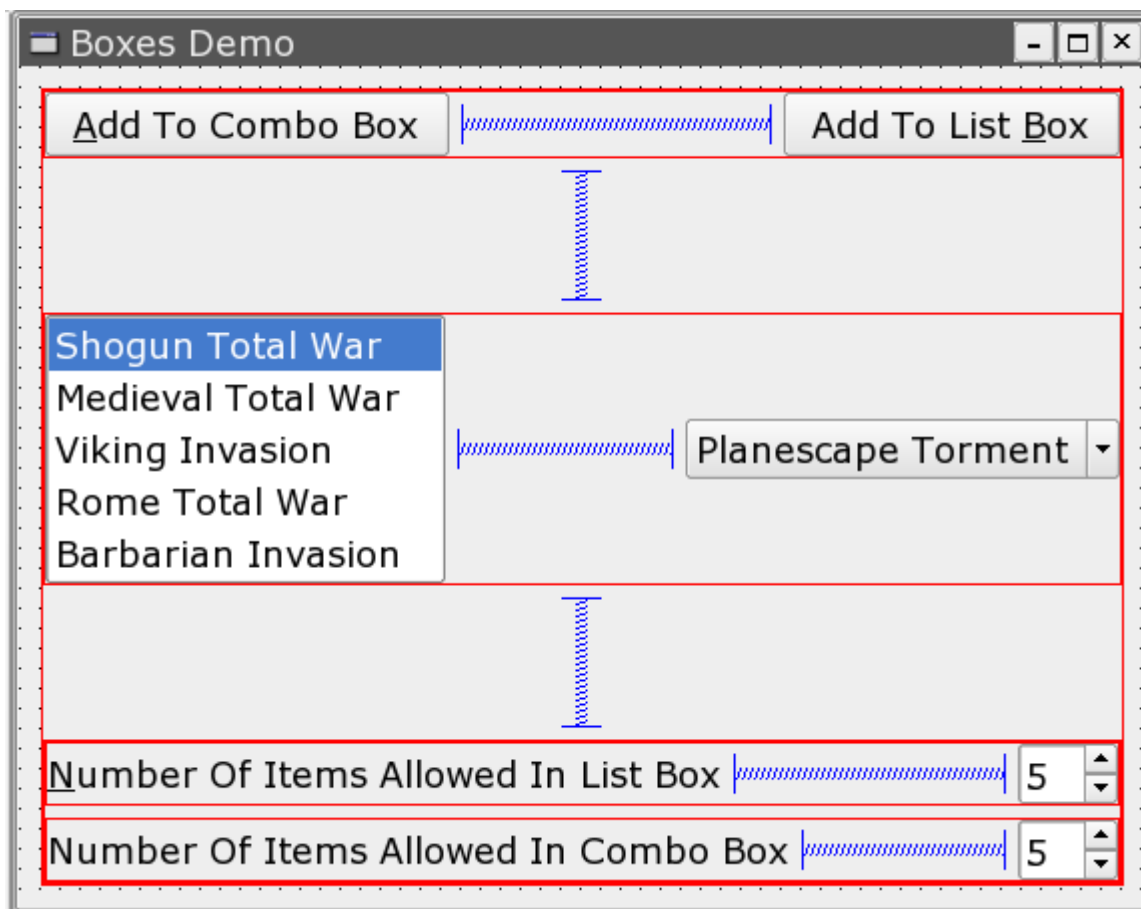 Boxes Demo
Add To Combo Box Add To List Box
Shogun Total War
Medieval Total War
Viking Invasion
Planescape Torment
Rome Total War
Barbarian Invasion
Number Of Items Allowed In List Box 5
Number Of Items Allowed In Combo Box 5